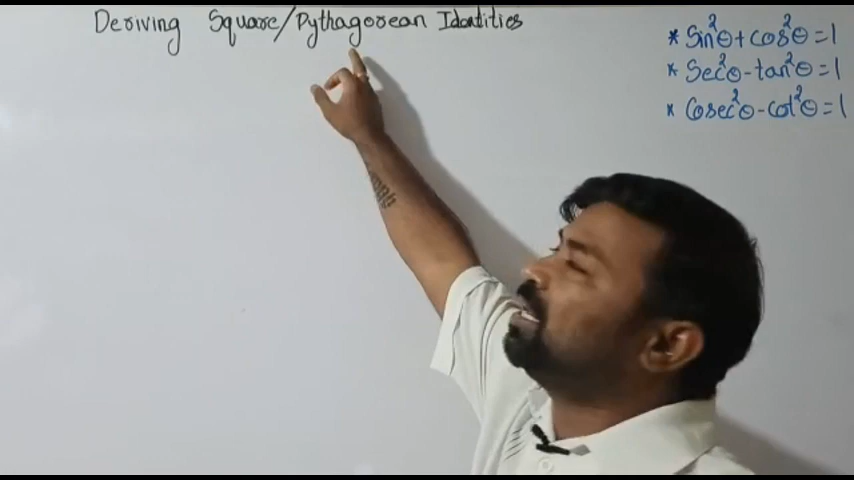 Deriving Square/Pythagorean Identities
* Sin²θ+cos²θ=1
* Sec²θ-tan²θ=1
* Cosec²θ-cot²θ=1